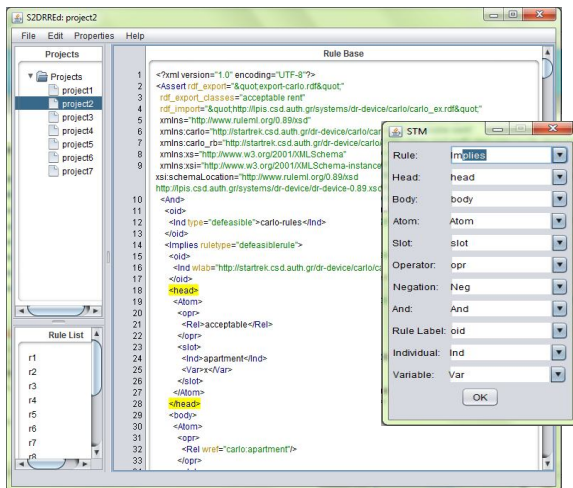 S2DRREd: project2
File Edit Properties Help
Projects
Projects
project1
project2
project3
project4
project5
project6
project7
Rule List
r1
r2
r3
r4
r5
r6
r7
r8
Rule Base
1 <?xml version="1.0" encoding="UTF-8"?>
2 <Assert rdf_export="&quot;export-carlo.rdf&quot;"
3 rdf_export_classes="acceptable rent"
4 rdf_import="&quot;http://lpis.csd.auth.gr/systems/dr-device/carlo/carlo_ex.rdf&quot;"
5 xmlns="http://www.ruleml.org/0.89/xsd"
6 xmlns:carlo="http://startrek.csd.auth.gr/dr-device/carlo/car
7 xmlns:carlo_rb="http://startrek.csd.auth.gr/dr-device/carlo/
8 xmlns:xs="http://www.w3.org/2001/XMLSchema"
9 xmlns:xsi="http://www.w3.org/2001/XMLSchema-instance
xsi:schemaLocation="http://www.ruleml.org/0.89/xsd
http://lpis.csd.auth.gr/systems/dr-device/dr-device-0.89.xsd
10 <And>
11 <oid>
12 <Ind type="defeasible">carlo-rules</Ind>
13 </oid>
14 <Implies ruletype="defeasiblerule">
15 <oid>
16 <Ind wlab="http://startrek.csd.auth.gr/dr-device/carlo/ca
17 </oid>
18 <head>
19 <Atom>
20 <opr>
21 <Rel>acceptable</Rel>
22 </opr>
23 <slot>
24 <Ind>apartment</Ind>
25 <Var>x</Var>
26 </slot>
27 </Atom>
28 </head>
29 <body>
30 <Atom>
31 <opr>
32 <Rel wref="carlo:apartment"/>
33 </opr>
STM
Rule: Implies
Head: head
Body: body
Atom: Atom
Slot: slot
Operator: opr
Negation: Neg
And: And
Rule Label: oid
Individual: Ind
Variable: Var
OK